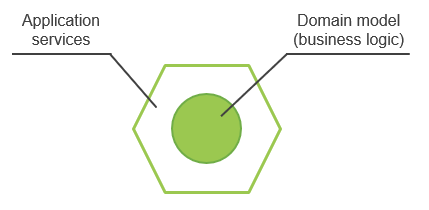 Application
services
Domain model
(business logic)